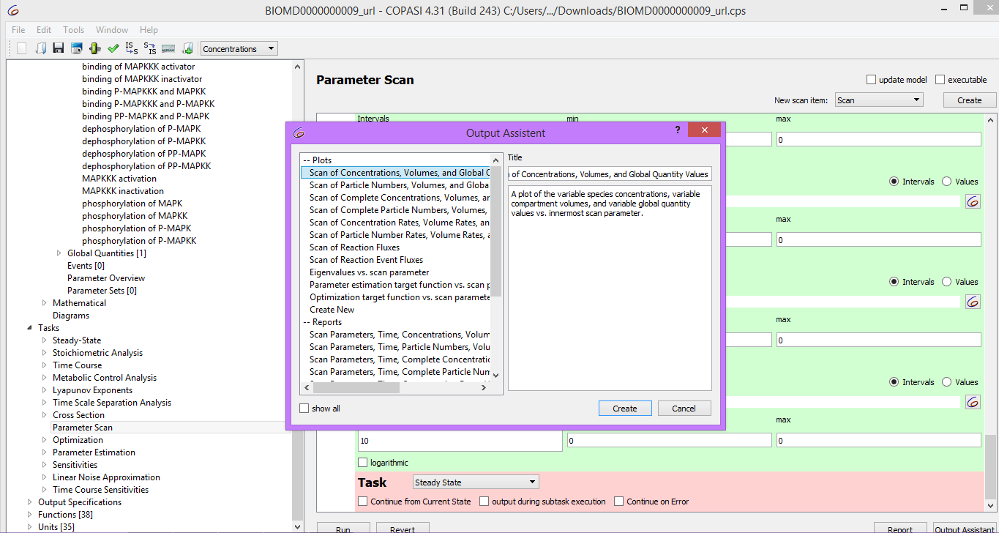 BIOMD0000000009_url - COPASI 4.31 (Build 243) C:/Users/.../Downloads/BIOMD0000000009_url.cps
File Edit Tools Window Help
Concentrations
binding of MAPKKK activator
binding of MAPKKK inactivator
binding P-MAPKKK and MAPKK
binding P-MAPKKK and P-MAPKK
binding PP-MAPKK and MAPK
binding PP-MAPKK and P-MAPK
dephosphorylation of P-MAPK
dephosphorylation of P-MAPKK
dephosphorylation of PP-MAPK
dephosphorylation of PP-MAPKK
MAPKKK activation
MAPKKK inactivation
phosphorylation of MAPK
phosphorylation of MAPKK
phosphorylation of P-MAPK
phosphorylation of P-MAPKK
Global Quantities [1]
Events [0]
Parameter Overview
Parameter Sets [0]
Mathematical
Diagrams
Tasks
Steady-State
Stoichiometric Analysis
Time Course
Metabolic Control Analysis
Lyapunov Exponents
Time Scale Separation Analysis
Cross Section
Parameter Scan
Optimization
Parameter Estimation
Sensitivities
Linear Noise Approximation
Time Course Sensitivities
Output Specifications
Functions [38]
Units [35]
Parameter Scan
update model executable
New scan item: Scan Create
Intervals min max
0
Intervals Values
max
0
Intervals Values
max
0
Intervals Values
max
10 0 0
logarithmic
Task Steady State
Continue from Current State output during subtask execution Continue on Error
Run Revert Report Output Assistant
Output Assistent
?
-- Plots
Scan of Concentrations, Volumes, and Global
Scan of Particle Numbers, Volumes, and Globa
Scan of Complete Concentrations, Volumes, ar
Scan of Complete Particle Numbers, Volumes,
Scan of Concentration Rates, Volume Rates, an
Scan of Particle Number Rates, Volume Rates,
Scan of Reaction Fluxes
Scan of Reaction Event Fluxes
Eigenvalues vs. scan parameter
Parameter estimation target function vs. scan p
Optimization target function vs. scan paramete
Create New
-- Reports
Scan Parameters, Time, Concentrations, Volum
Scan Parameters, Time, Particle Numbers, Volu
Scan Parameters, Time, Complete Concentratio
Scan Parameters, Time, Complete Particle Num
show all
Title
of Concentrations, Volumes, and Global Quantity Values
A plot of the variable species concentrations, variable
compartment volumes, and variable global quantity
values vs. innermost scan parameter.
Create Cancel